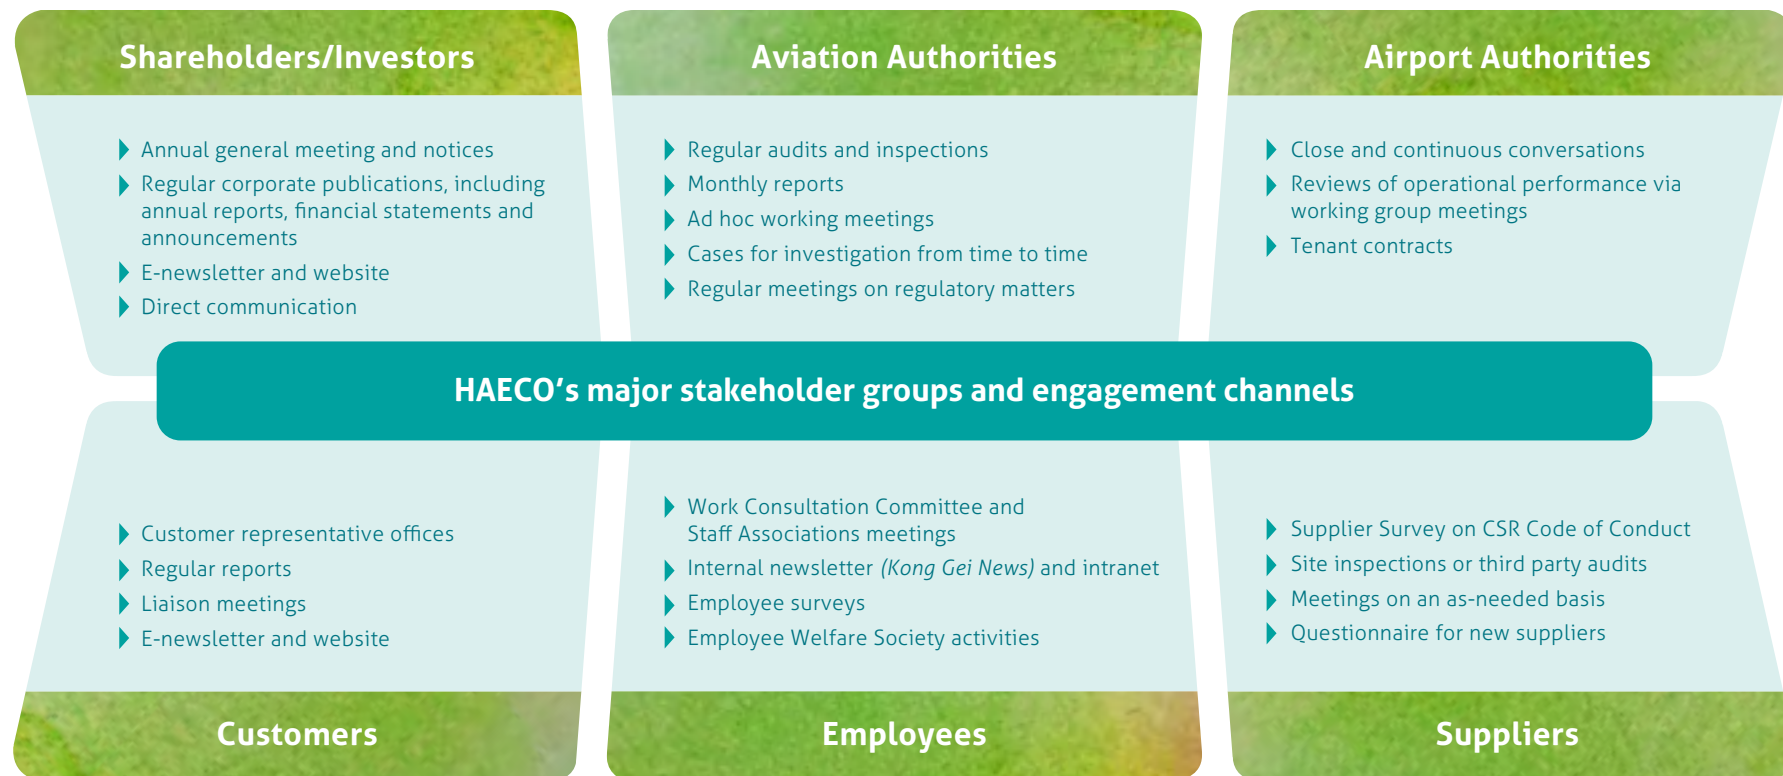 Shareholders/Investors
Annual general meeting and notices
Regular corporate publications, including
annual reports, financial statements and
announcements
E-newsletter and website
Direct communication
Aviation Authorities
Regular audits and inspections
Monthly reports
Ad hoc working meetings
Cases for investigation from time to time
Regular meetings on regulatory matters
Airport Authorities
Close and continuous conversations
Reviews of operational performance via
working group meetings
Tenant contracts
HAECO’s major stakeholder groups and engagement channels
Customer representative offices
Regular reports
Liaison meetings
E-newsletter and website
Customers
Work Consultation Committee and
Staff Associations meetings
Internal newsletter (Kong Gei News) and intranet
Employee surveys
Employee Welfare Society activities
Employees
Supplier Survey on CSR Code of Conduct
Site inspections or third party audits
Meetings on an as-needed basis
Questionnaire for new suppliers
Suppliers